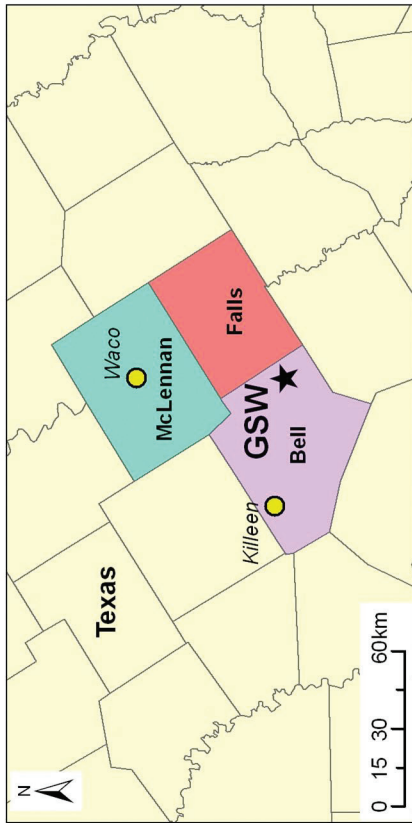 N
Texas
Waco
McLennan
Falls
GSW
Killeen
Bell
0 15 30 60km